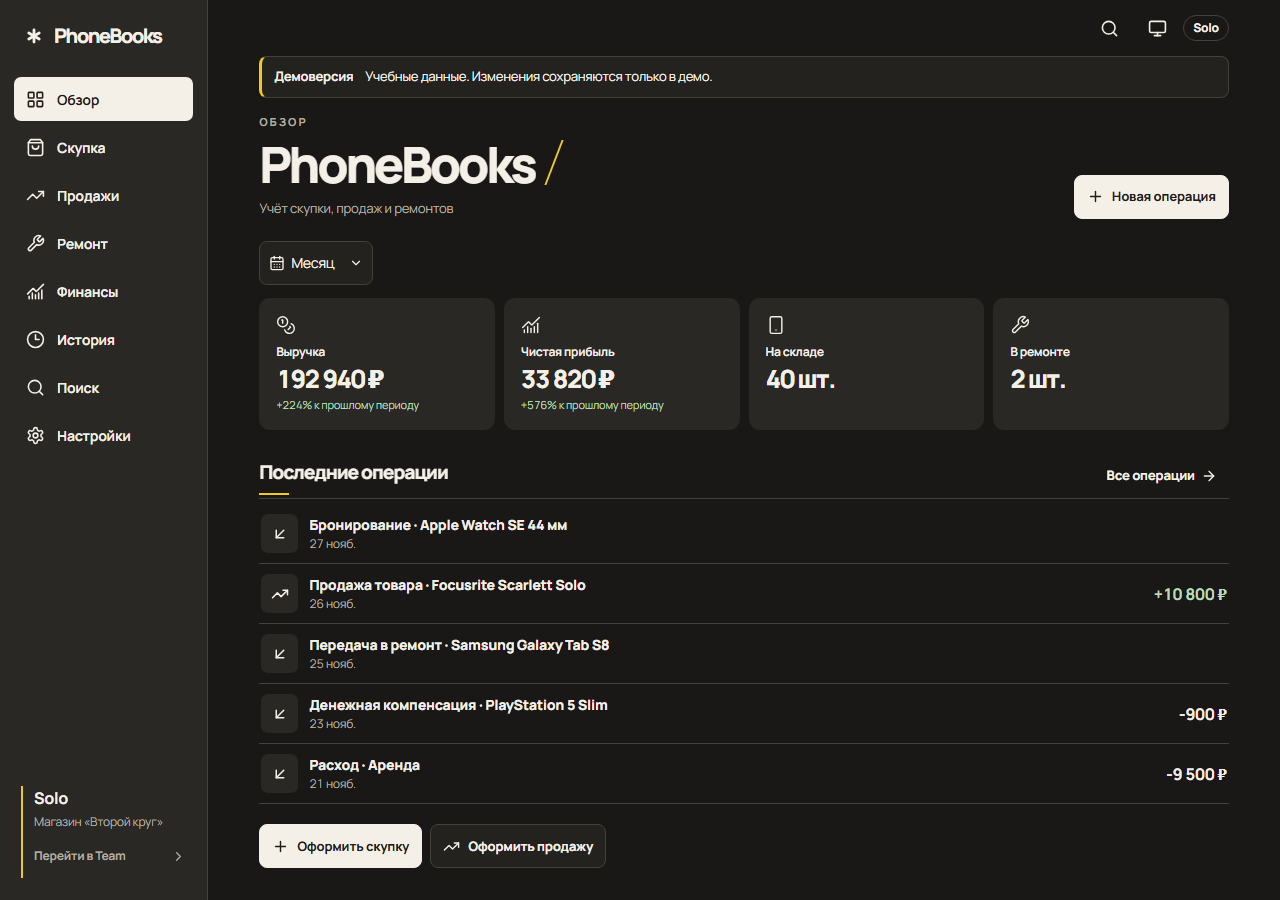 PhoneBooks
Обзор
Скупка
Продажи
Ремонт
Финансы
История
Поиск
Настройки
Solo
Магазин «Второй круг»
Перейти в Team
Solo
Демоверсия Учебные данные. Изменения сохраняются только в демо.
ОБЗОР
PhoneBooks /
Учёт скупки, продаж и ремонтов
Новая операция
Месяц
Выручка
192 940 ₽
+224% к прошлому периоду
Чистая прибыль
33 820 ₽
+576% к прошлому периоду
На складе
40 шт.
В ремонте
2 шт.
Последние операции
Все операции
Бронирование · Apple Watch SE 44 мм
27 нояб.
Продажа товара · Focusrite Scarlett Solo
26 нояб.
+10 800 ₽
Передача в ремонт · Samsung Galaxy Tab S8
25 нояб.
Денежная компенсация · PlayStation 5 Slim
23 нояб.
-900 ₽
Расход · Аренда
21 нояб.
-9 500 ₽
Оформить скупку
Оформить продажу